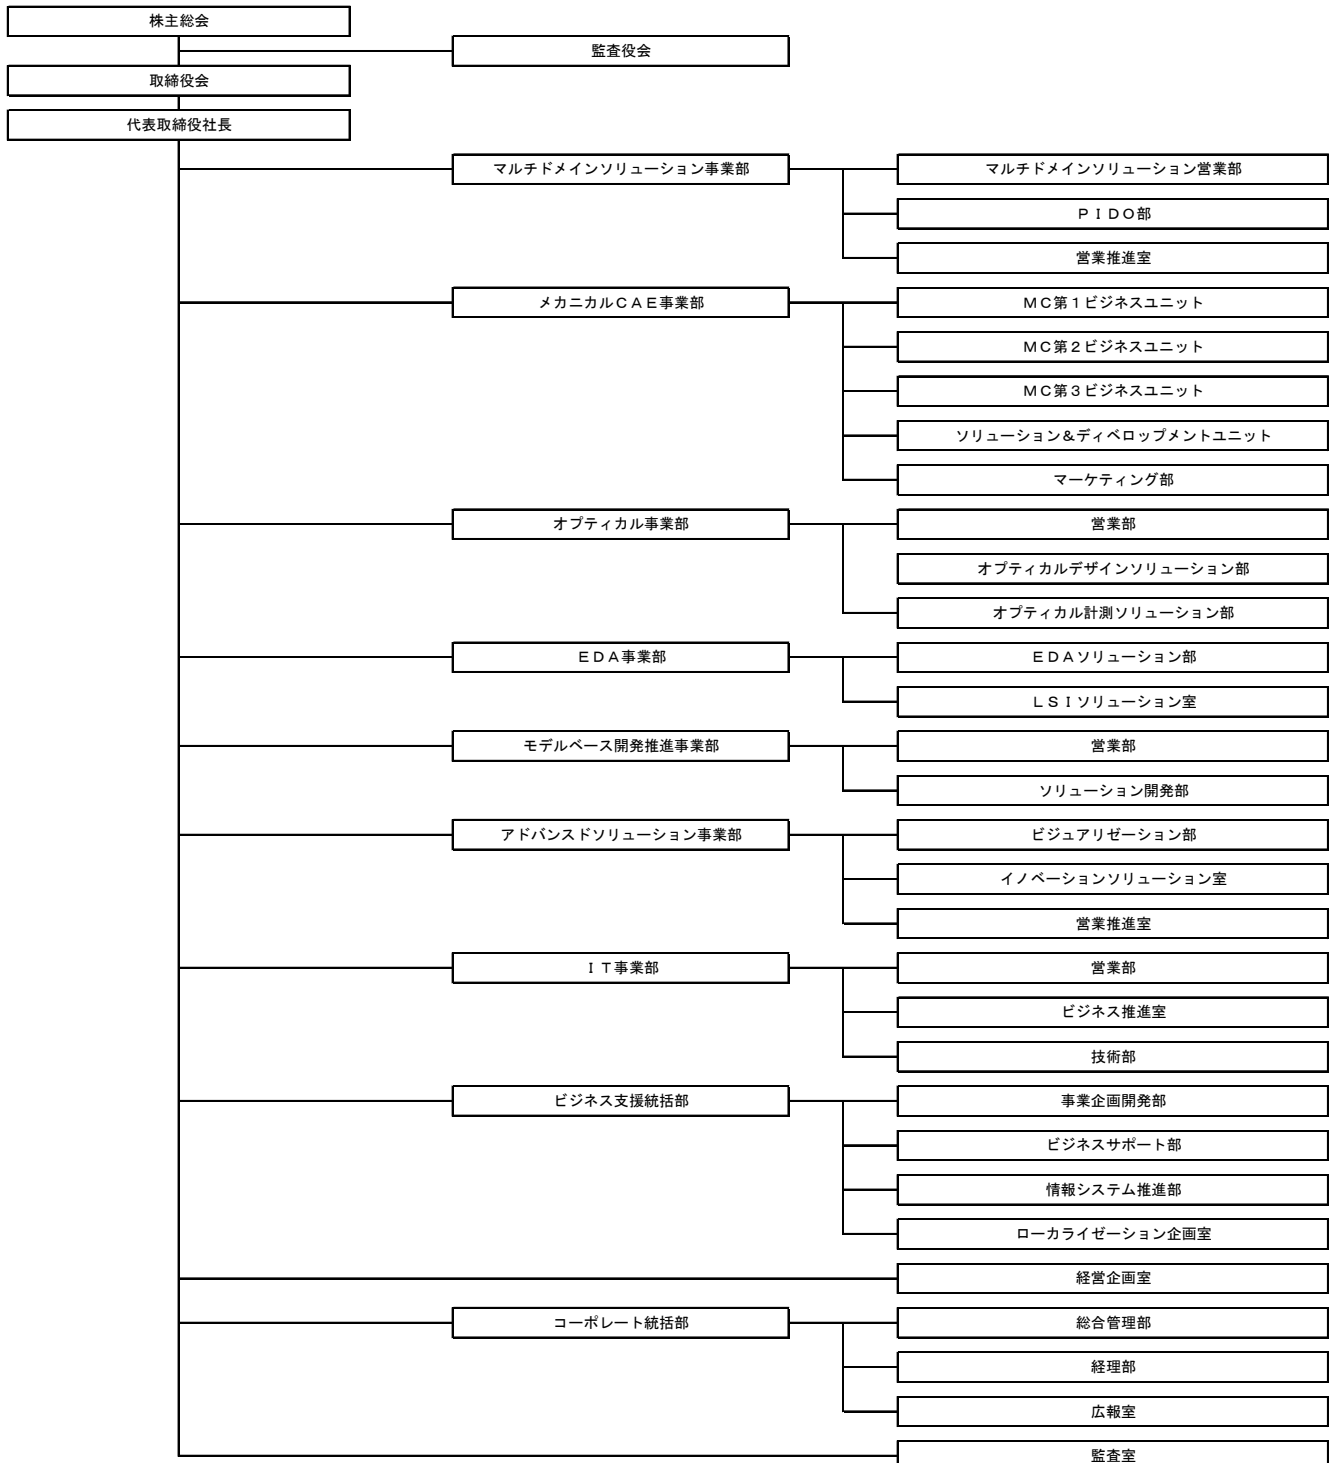 株主総会
監査役会
取締役会
代表取締役社長
マルチドメインソリューション事業部
マルチドメインソリューション営業部
ＰＩＤＯ部
営業推進室
メカニカルＣＡＥ事業部
ＭＣ第１ビジネスユニット
ＭＣ第２ビジネスユニット
ＭＣ第３ビジネスユニット
ソリューション＆ディベロップメントユニット
マーケティング部
オプティカル事業部
営業部
オプティカルデザインソリューション部
オプティカル計測ソリューション部
ＥＤＡ事業部
ＥＤＡソリューション部
ＬＳＩソリューション室
モデルベース開発推進事業部
営業部
ソリューション開発部
アドバンスドソリューション事業部
ビジュアリゼーション部
イノベーションソリューション室
営業推進室
ＩＴ事業部
営業部
ビジネス推進室
技術部
ビジネス支援統括部
事業企画開発部
ビジネスサポート部
情報システム推進部
ローカライゼーション企画室
経営企画室
コーポレート統括部
総合管理部
経理部
広報室
監査室